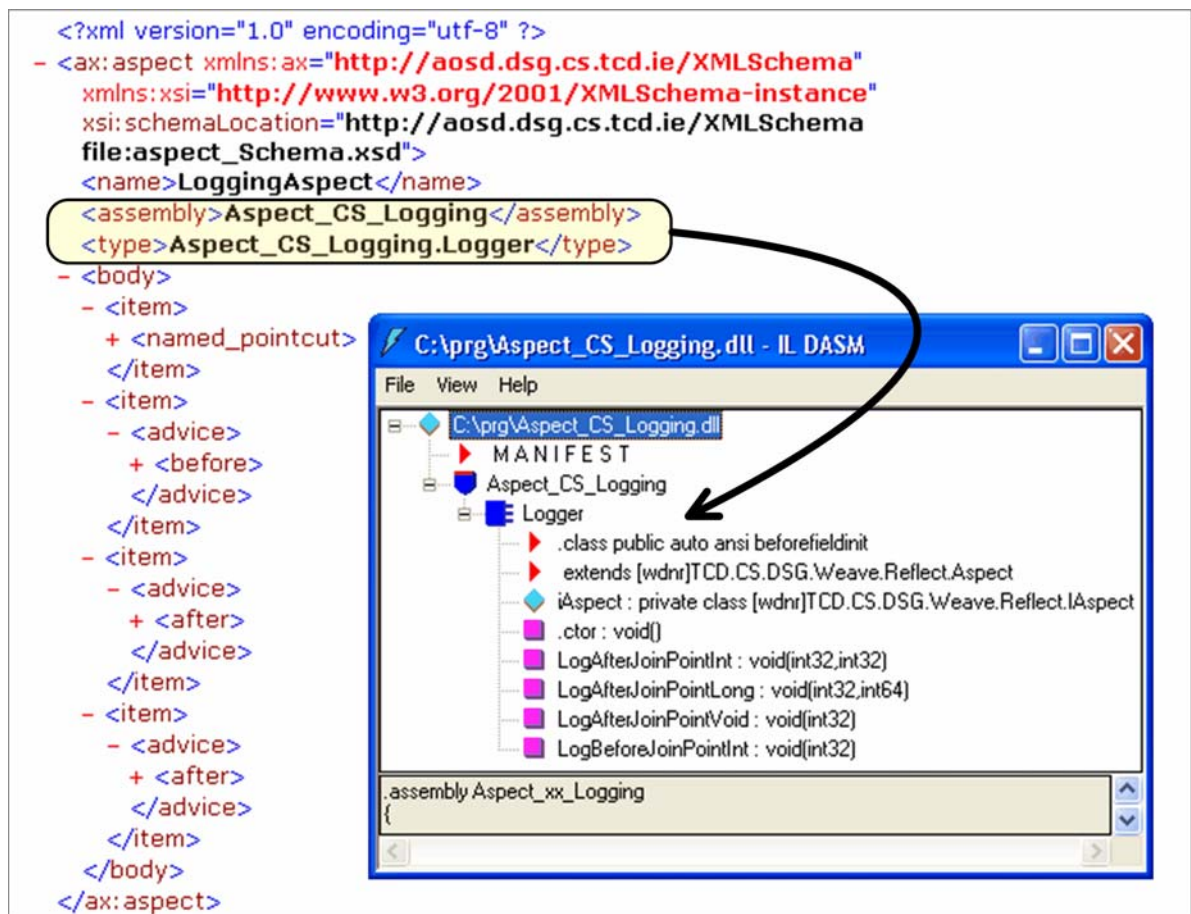 <?xml version="1.0" encoding="utf-8" ?>
- <ax:aspect xmlns:ax="http://aosd.dsg.cs.tcd.ie/XMLSchema"
xmlns:xsi="http://www.w3.org/2001/XMLSchema-instance"
xsi:schemaLocation="http://aosd.dsg.cs.tcd.ie/XMLSchema
file:aspect_Schema.xsd">
<name>LoggingAspect</name>
<assembly>Aspect_CS_Logging</assembly>
<type>Aspect_CS_Logging.Logger</type>
- <body>
- <item>
+ <named_pointcut>
</item>
- <item>
- <advice>
+ <before>
</advice>
</item>
- <item>
- <advice>
+ <after>
</advice>
</item>
- <item>
- <advice>
+ <after>
</advice>
</item>
</body>
</ax:aspect>
C:\prg\Aspect_CS_Logging.dll - IL DASM
File View Help
C:\prg\Aspect_CS_Logging.dll
M A N I F E S T
Aspect_CS_Logging
Logger
.class public auto ansi beforefieldinit
extends [wdnr]TCD.CS.DSG.Weave.Reflect.Aspect
iAspect : private class [wdnr]TCD.CS.DSG.Weave.Reflect.IAspect
.ctor : void()
LogAfterJoinPointInt : void(int32,int32)
LogAfterJoinPointLong : void(int32,int64)
LogAfterJoinPointVoid : void(int32)
LogBeforeJoinPointInt : void(int32)
.assembly Aspect_xx_Logging
{